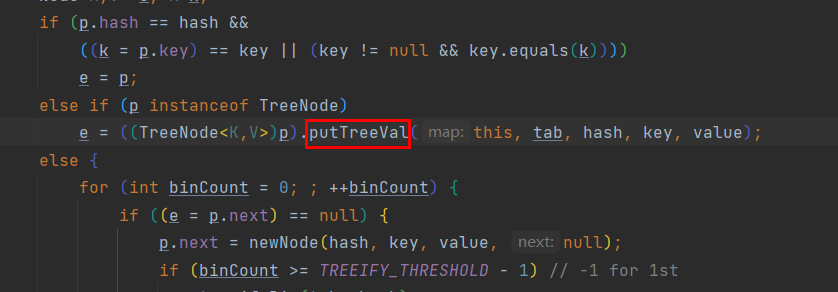 if (p.hash == hash &&
((k = p.key) == key || (key != null && key.equals(k))))
e = p;
else if (p instanceof TreeNode)
e = ((TreeNode<K,V>)p).putTreeVal( map: this, tab, hash, key, value);
else {
for (int binCount = 0; ; ++binCount) {
if ((e = p.next) == null) {
p.next = newNode(hash, key, value, next: null);
if (binCount >= TREEIFY_THRESHOLD - 1) // -1 for 1st